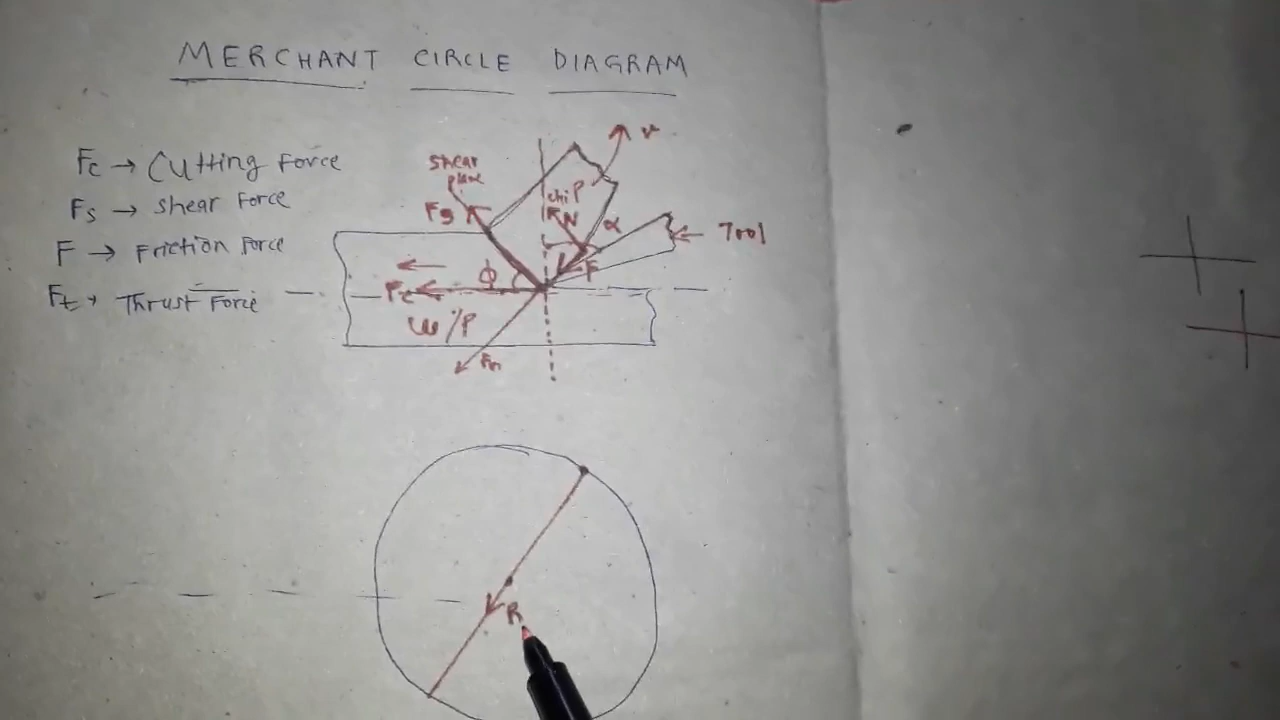 MERCHANT CIRCLE DIAGRAM
Fc → Cutting Force
Fs → Shear Force
F → Friction Force
Ft → Thrust Force
shear
plane
Fs
chip
v
N
α
Tool
F
ϕ
Fc
W/P
Fn
R